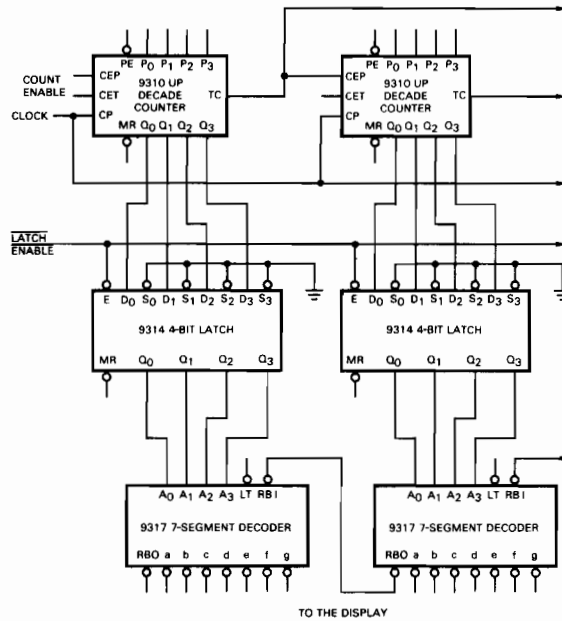 PE P0 P1 P2 P3
PE P0 P1 P2 P3
COUNT
ENABLE
CEP
CET
9310 UP
DECADE
COUNTER
TC
CLOCK
CP
MR Q0 Q1 Q2 Q3
CEP
CET
9310 UP
DECADE
COUNTER
TC
CP
MR Q0 Q1 Q2 Q3
LATCH
ENABLE
E D0 S0 D1 S1 D2 S2 D3 S3
9314 4-BIT LATCH
MR Q0 Q1 Q2 Q3
E D0 S0 D1 S1 D2 S2 D3 S3
9314 4-BIT LATCH
MR Q0 Q1 Q2 Q3
A0 A1 A2 A3 LT RBI
9317 7-SEGMENT DECODER
RBO a b c d e f g
A0 A1 A2 A3 LT RBI
9317 7-SEGMENT DECODER
RBO a b c d e f g
TO THE DISPLAY